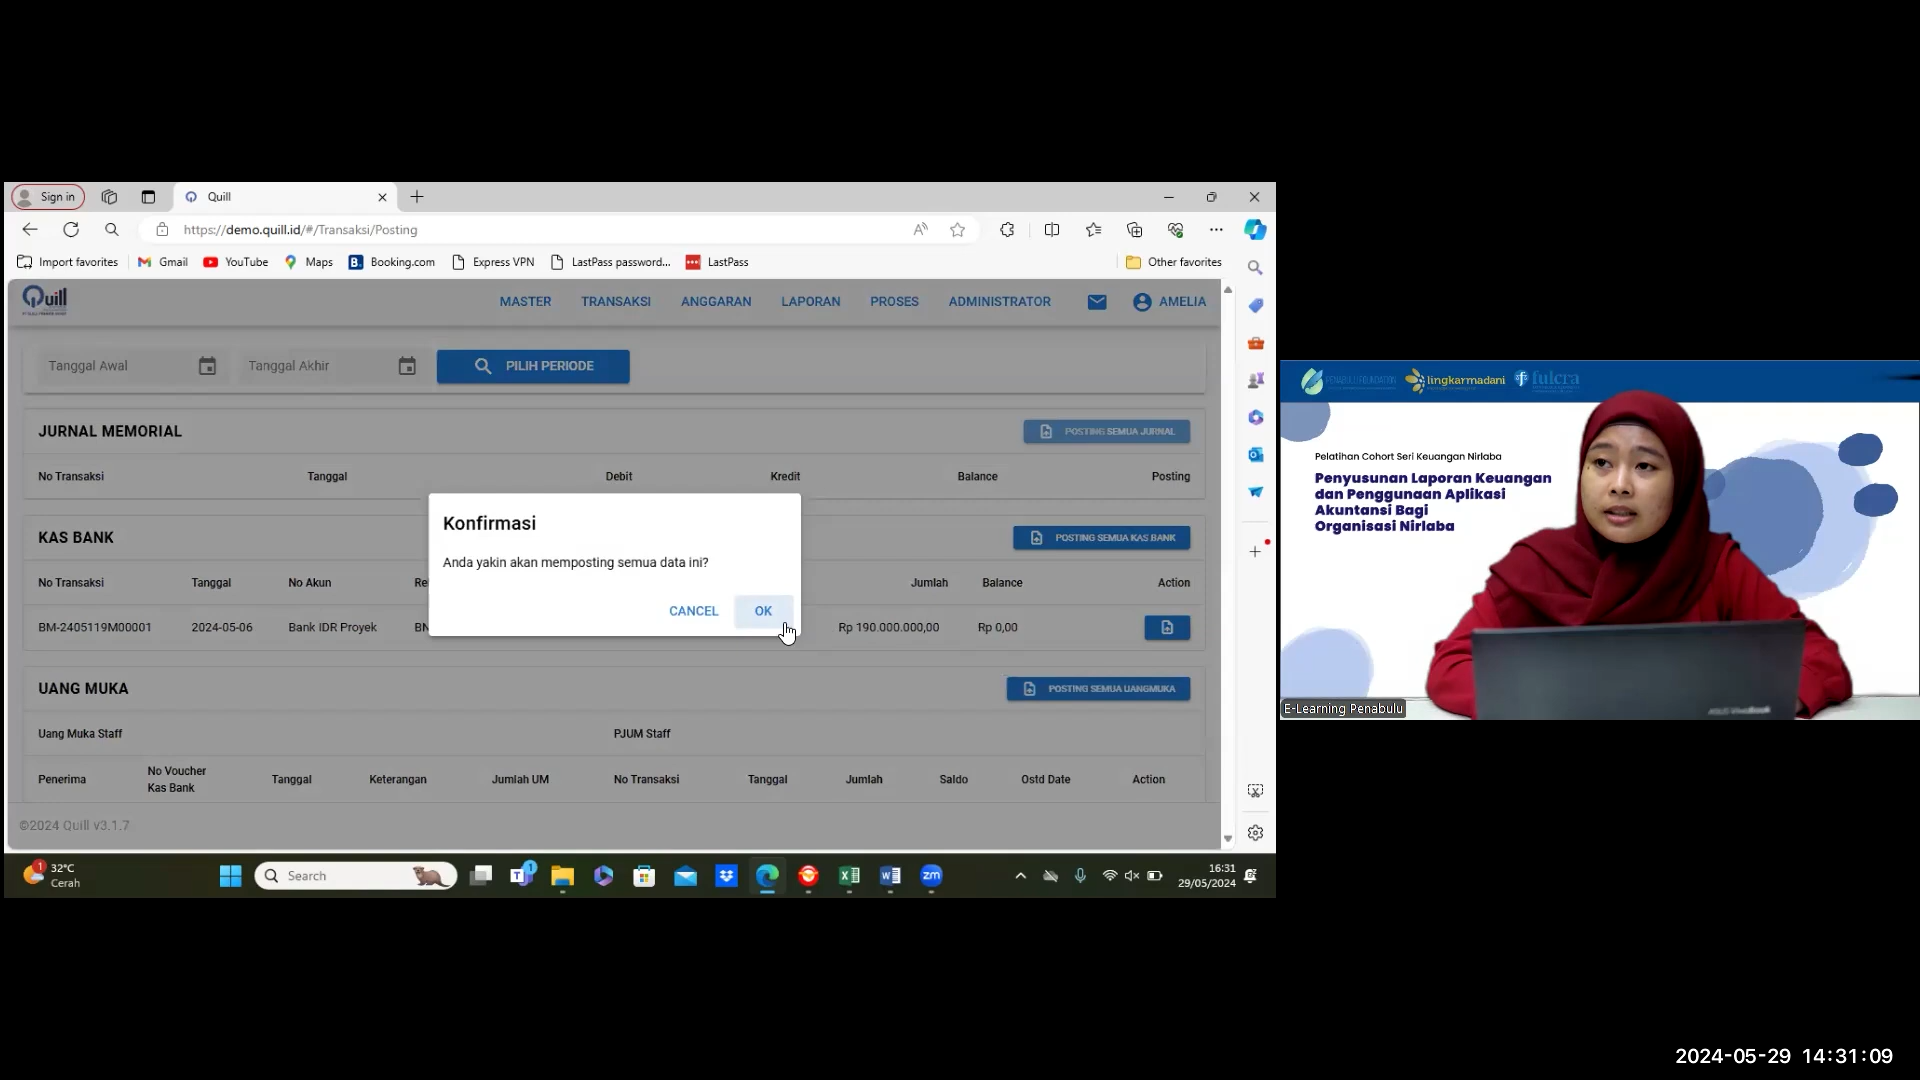 Sign in
Quill
https://demo.quill.id/#/Transaksi/Posting
Import favorites
Gmail
YouTube
Maps
Booking.com
Express VPN
LastPass password...
LastPass
Other favorites
Quill
MASTER
TRANSAKSI
ANGGARAN
LAPORAN
PROSES
ADMINISTRATOR
AMELIA
Tanggal Awal
Tanggal Akhir
PILIH PERIODE
JURNAL MEMORIAL
POSTING SEMUA JURNAL
No Transaksi Tanggal Debit Kredit Balance Posting
Konfirmasi
Anda yakin akan memposting semua data ini?
CANCEL OK
KAS BANK
POSTING SEMUA KAS BANK
No Transaksi Tanggal No Akun Jumlah Balance Action
BM-2405119M00001 2024-05-06 Bank IDR Proyek Rp 190.000.000,00 Rp 0,00
UANG MUKA
POSTING SEMUA UANGMUKA
Uang Muka Staff PJUM Staff
Penerima No Voucher Kas Bank Tanggal Keterangan Jumlah UM No Transaksi Tanggal Jumlah Saldo Ostd Date Action
©2024 Quill v3.1.7
1
32°C
Cerah
Search
1
zm
16:31
29/05/2024
PENABULU FOUNDATION
lingkarmadani
fulcra
Pelatihan Cohort Seri Keuangan Nirlaba
Penyusunan Laporan Keuangan
dan Penggunaan Aplikasi
Akuntansi Bagi
Organisasi Nirlaba
E-Learning Penabulu
2024-05-29 14:31:09